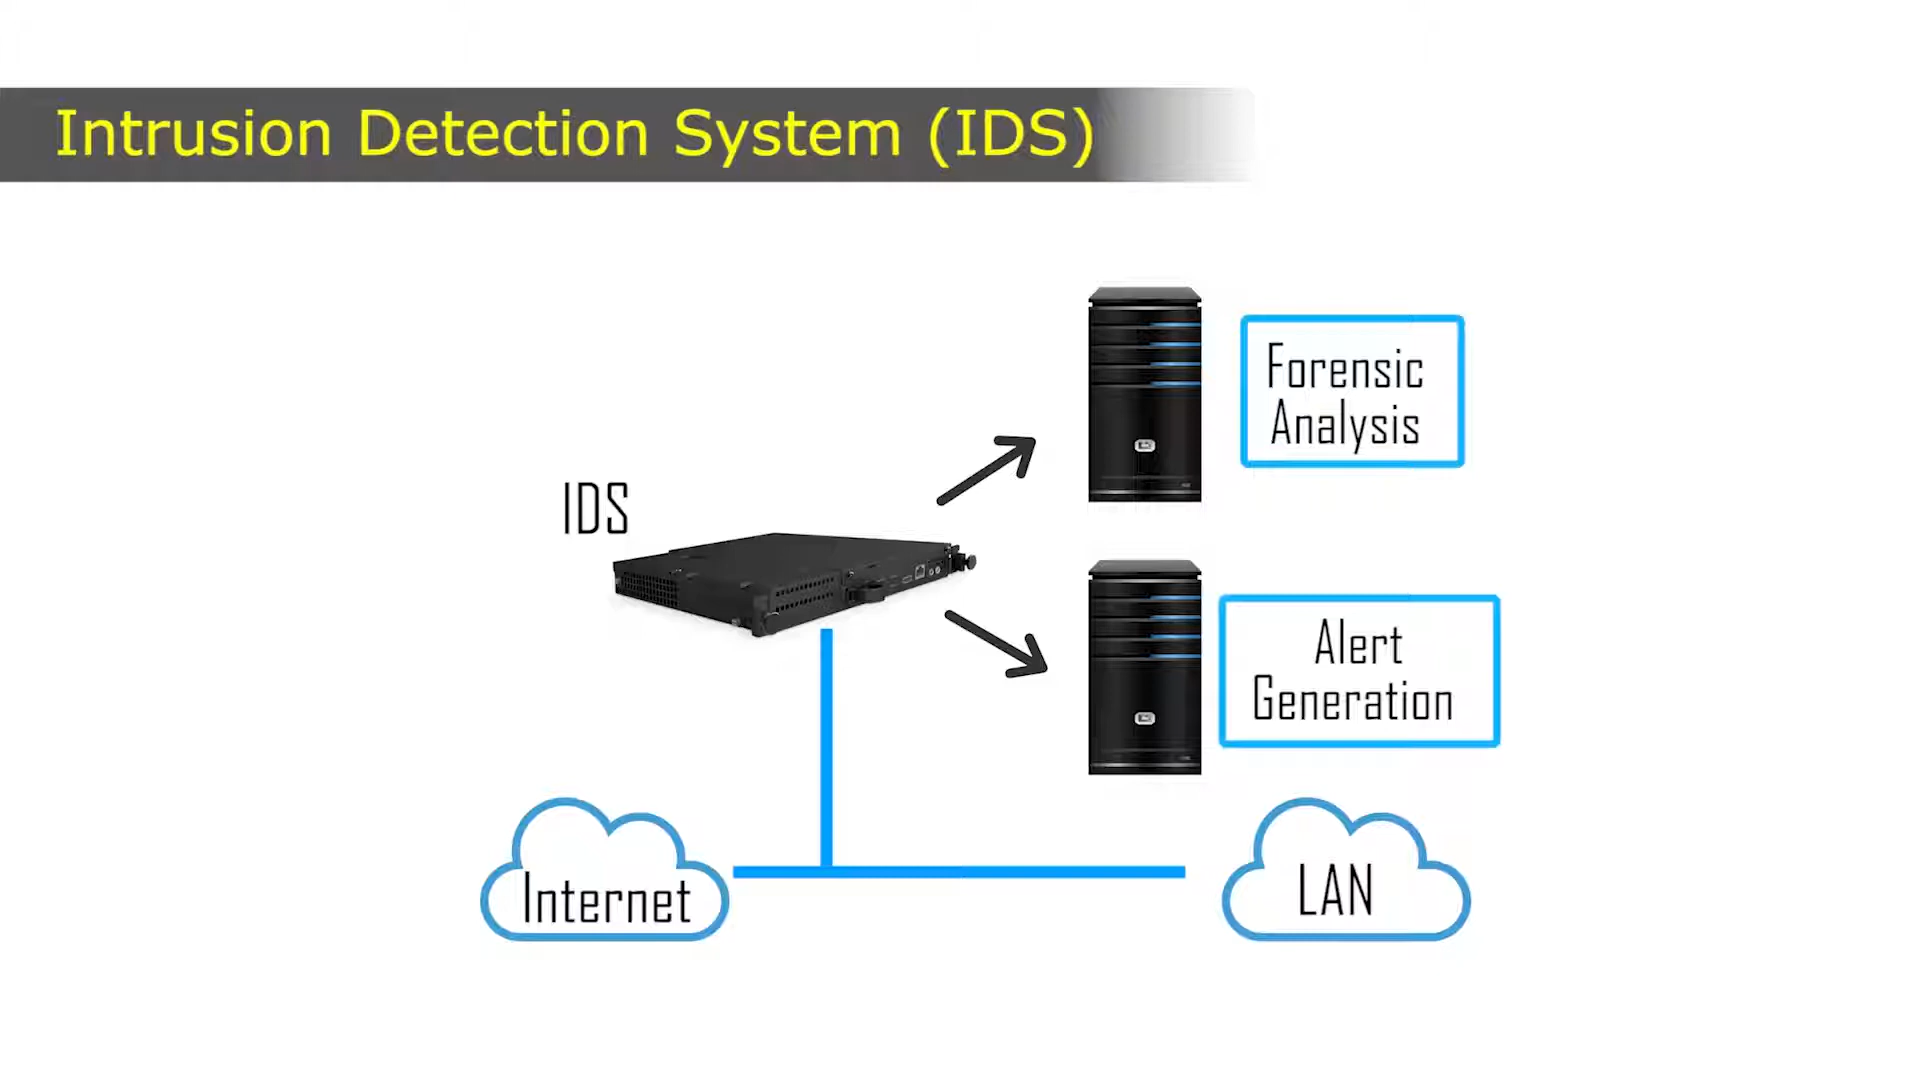 Intrusion Detection System (IDS)
Forensic
Analysis
IDS
Alert
Generation
Internet
LAN